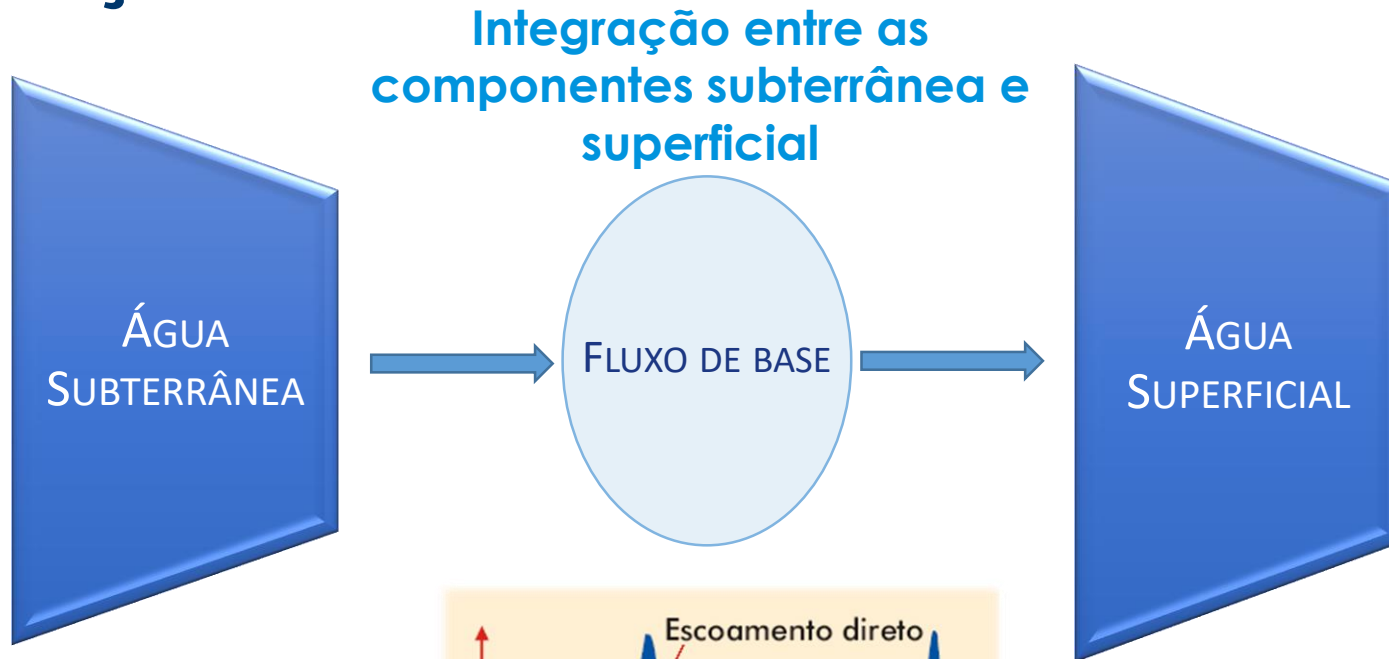 Integração entre as
componentes subterrânea e
superficial
ÁGUA
SUBTERRÂNEA
FLUXO DE BASE
ÁGUA
SUPERFICIAL
Escoamento direto